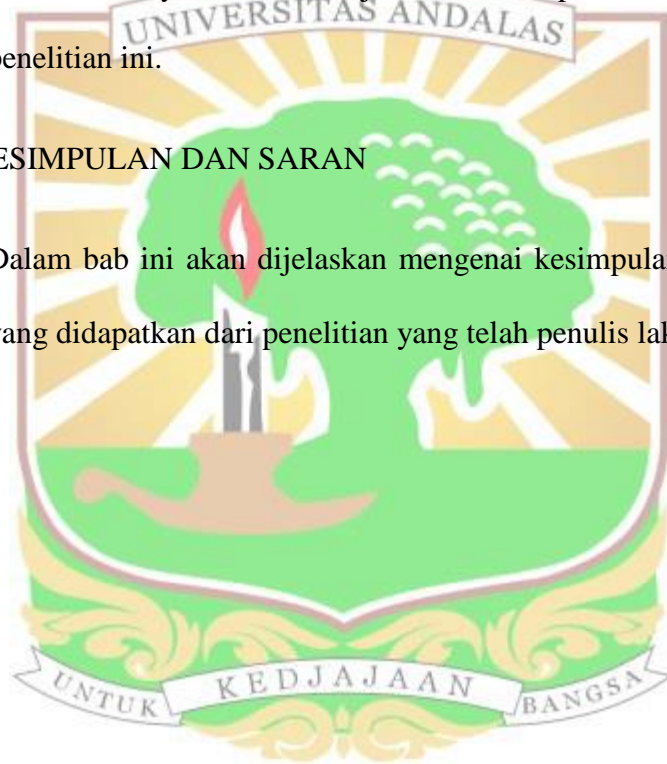 UNIVERSITAS ANDALAS
penelitian ini.
ESIMPULAN DAN SARAN
Dalam bab ini akan dijelaskan mengenai kesimpula
yang didapatkan dari penelitian yang telah penulis lak
UNTUK KEDJAJAAN BANGSA